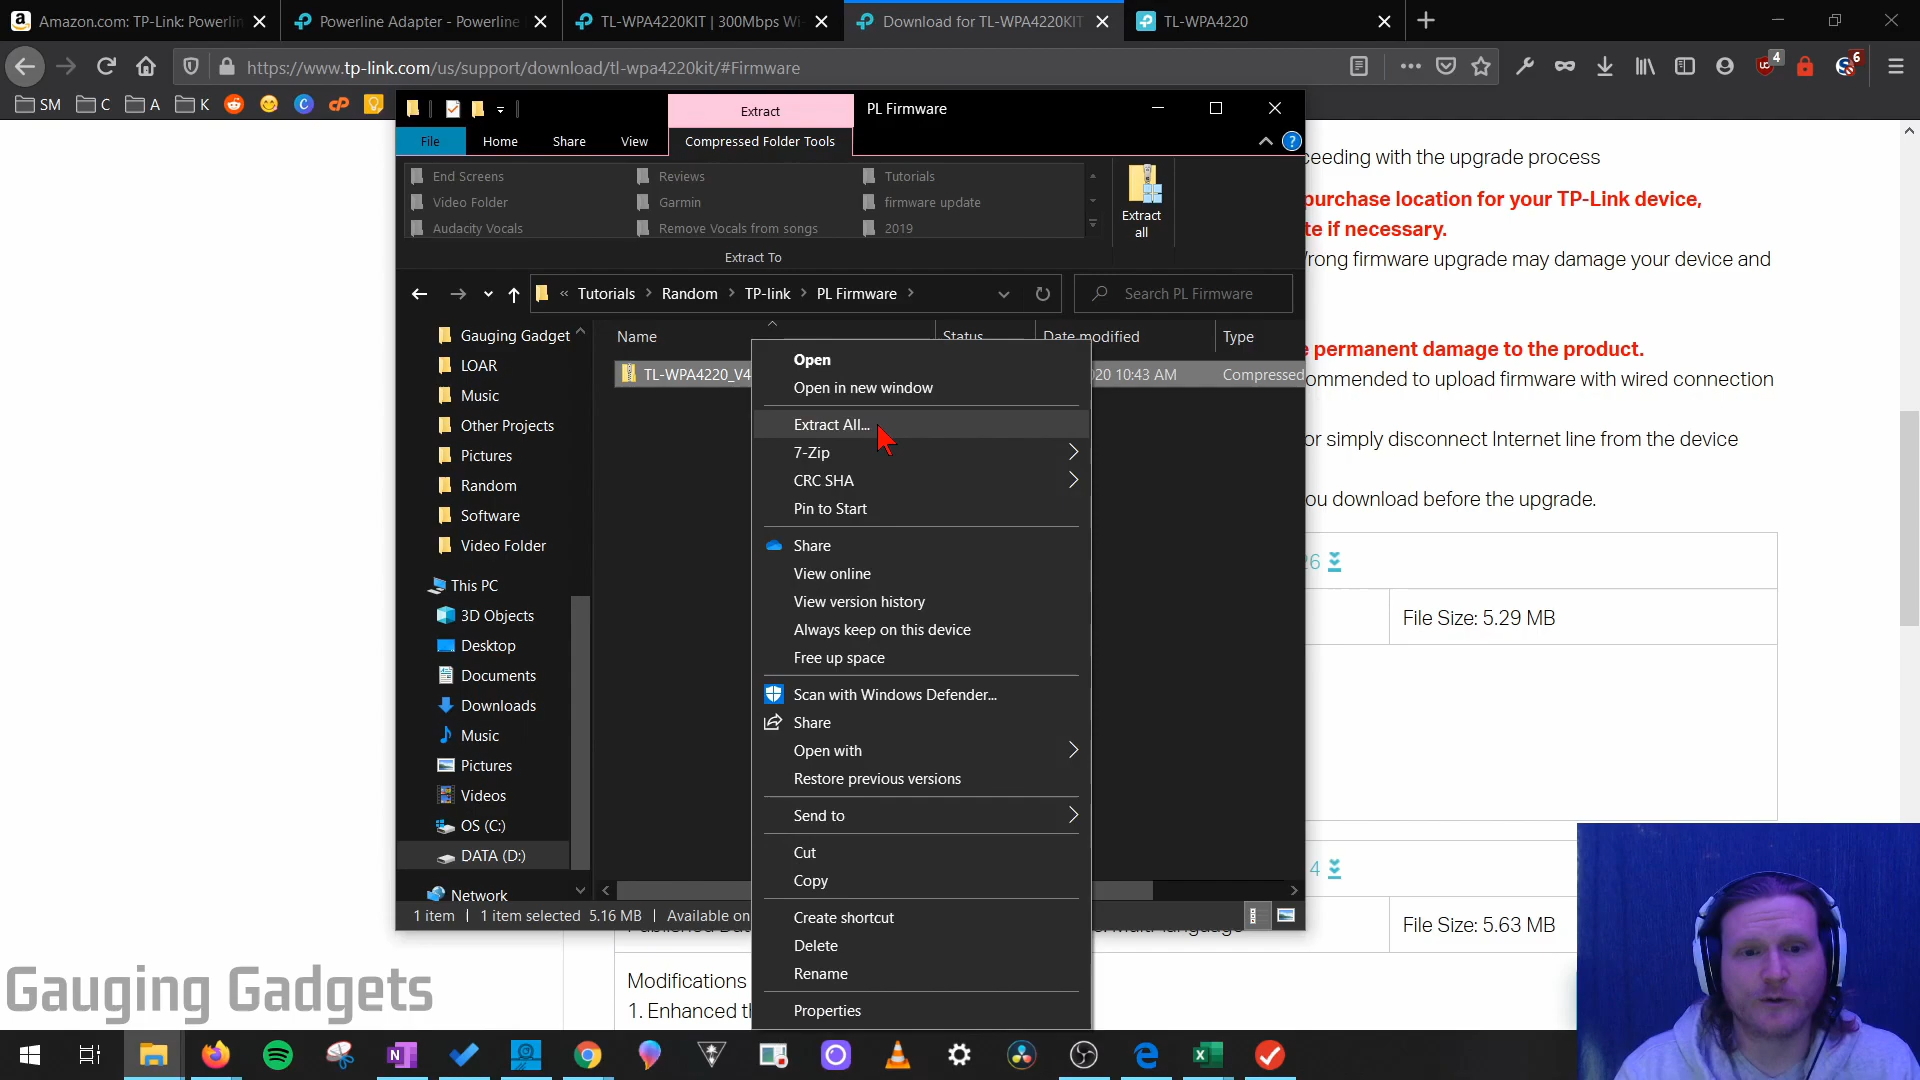 Amazon.com: TP-Link: Powerlin
Powerline Adapter - Powerline
TL-WPA4220KIT | 300Mbps Wi-
Download for TL-WPA4220KIT
TL-WPA4220
https://www.tp-link.com/us/support/download/tl-wpa4220kit/#Firmware
4
6
SM
C
A
K
Extract
PL Firmware
File
Home
Share
View
Compressed Folder Tools
End Screens
Reviews
Tutorials
Video Folder
Garmin
firmware update
Audacity Vocals
Remove Vocals from songs
2019
Extract all
Extract To
« Tutorials > Random > TP-link > PL Firmware >
Search PL Firmware
Name
Status
Date modified
Type
TL-WPA4220_V4
020 10:43 AM
Compressed
Gauging Gadget
LOAR
Music
Other Projects
Pictures
Random
Software
Video Folder
This PC
3D Objects
Desktop
Documents
Downloads
Music
Pictures
Videos
OS (C:)
DATA (D:)
Network
1 item
1 item selected 5.16 MB
Available on
Open
Open in new window
Extract All...
7-Zip
CRC SHA
Pin to Start
Share
View online
View version history
Always keep on this device
Free up space
Scan with Windows Defender...
Share
Open with
Restore previous versions
Send to
Cut
Copy
Create shortcut
Delete
Rename
Properties
ceeding with the upgrade process
purchase location for your TP-Link device,
te if necessary.
Wrong firmware upgrade may damage your device and
e permanent damage to the product.
ommended to upload firmware with wired connection
or simply disconnect Internet line from the device
ou download before the upgrade.
26
File Size: 5.29 MB
4
File Size: 5.63 MB
Modifications
1. Enhanced th
Gauging Gadgets